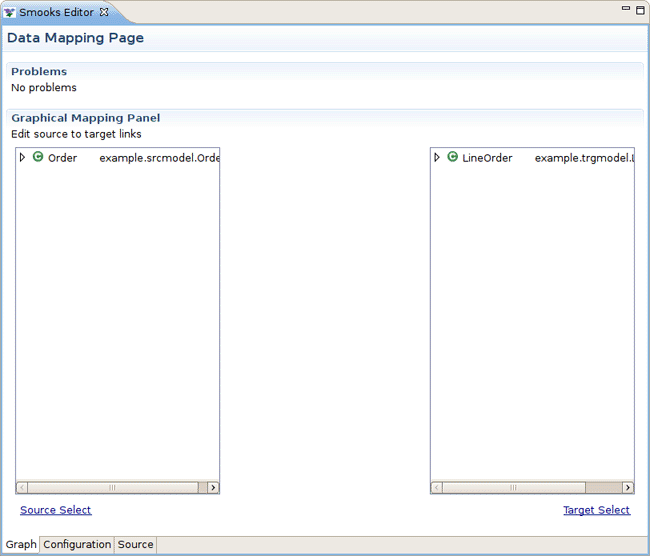 Smooks Editor
Data Mapping Page
Problems
No problems
Graphical Mapping Panel
Edit source to target links
Order example.srcmodel.Orde
LineOrder example.trgmodel.L
Source Select
Target Select
Graph Configuration Source